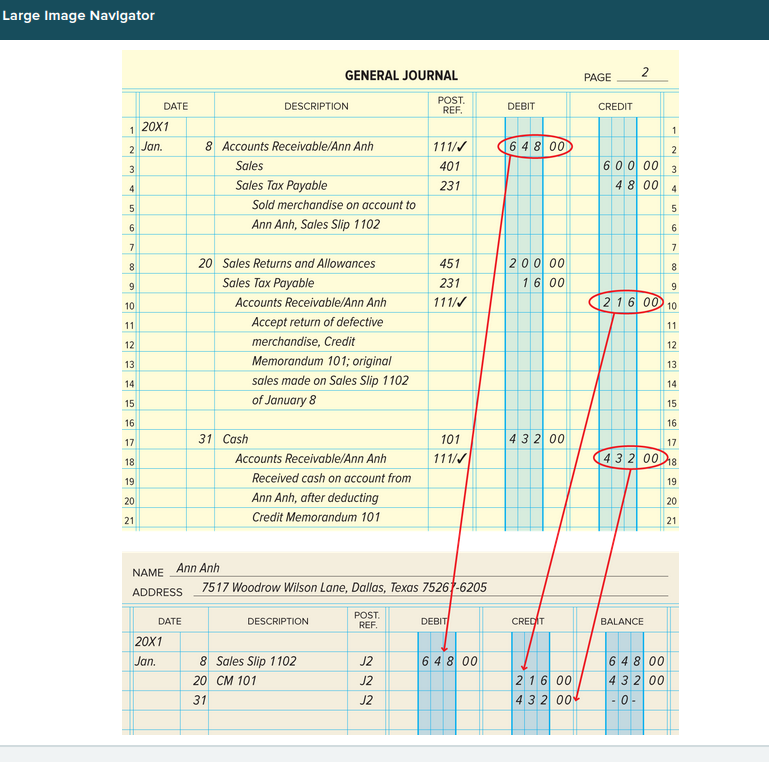 Large Image Navigator
GENERAL JOURNAL PAGE 2
DATE DESCRIPTION POST. REF. DEBIT CREDIT
1 20X1 1
2 Jan. 8 Accounts Receivable/Ann Anh 111/✓ 648 00 2
3 Sales 401 600 00 3
4 Sales Tax Payable 231 48 00 4
5 Sold merchandise on account to 5
6 Ann Anh, Sales Slip 1102 6
7 7
8 20 Sales Returns and Allowances 451 200 00 8
9 Sales Tax Payable 231 16 00 9
10 Accounts Receivable/Ann Anh 111/✓ 216 00 10
11 Accept return of defective 11
12 merchandise, Credit 12
13 Memorandum 101; original 13
14 sales made on Sales Slip 1102 14
15 of January 8 15
16 16
17 31 Cash 101 432 00 17
18 Accounts Receivable/Ann Anh 111/✓ 432 00 18
19 Received cash on account from 19
20 Ann Anh, after deducting 20
21 Credit Memorandum 101 21
NAME Ann Anh
ADDRESS 7517 Woodrow Wilson Lane, Dallas, Texas 75267-6205
DATE DESCRIPTION POST. REF. DEBIT CREDIT BALANCE
20X1
Jan. 8 Sales Slip 1102 J2 648 00 648 00
20 CM 101 J2 216 00 432 00
31 J2 432 00 -0-